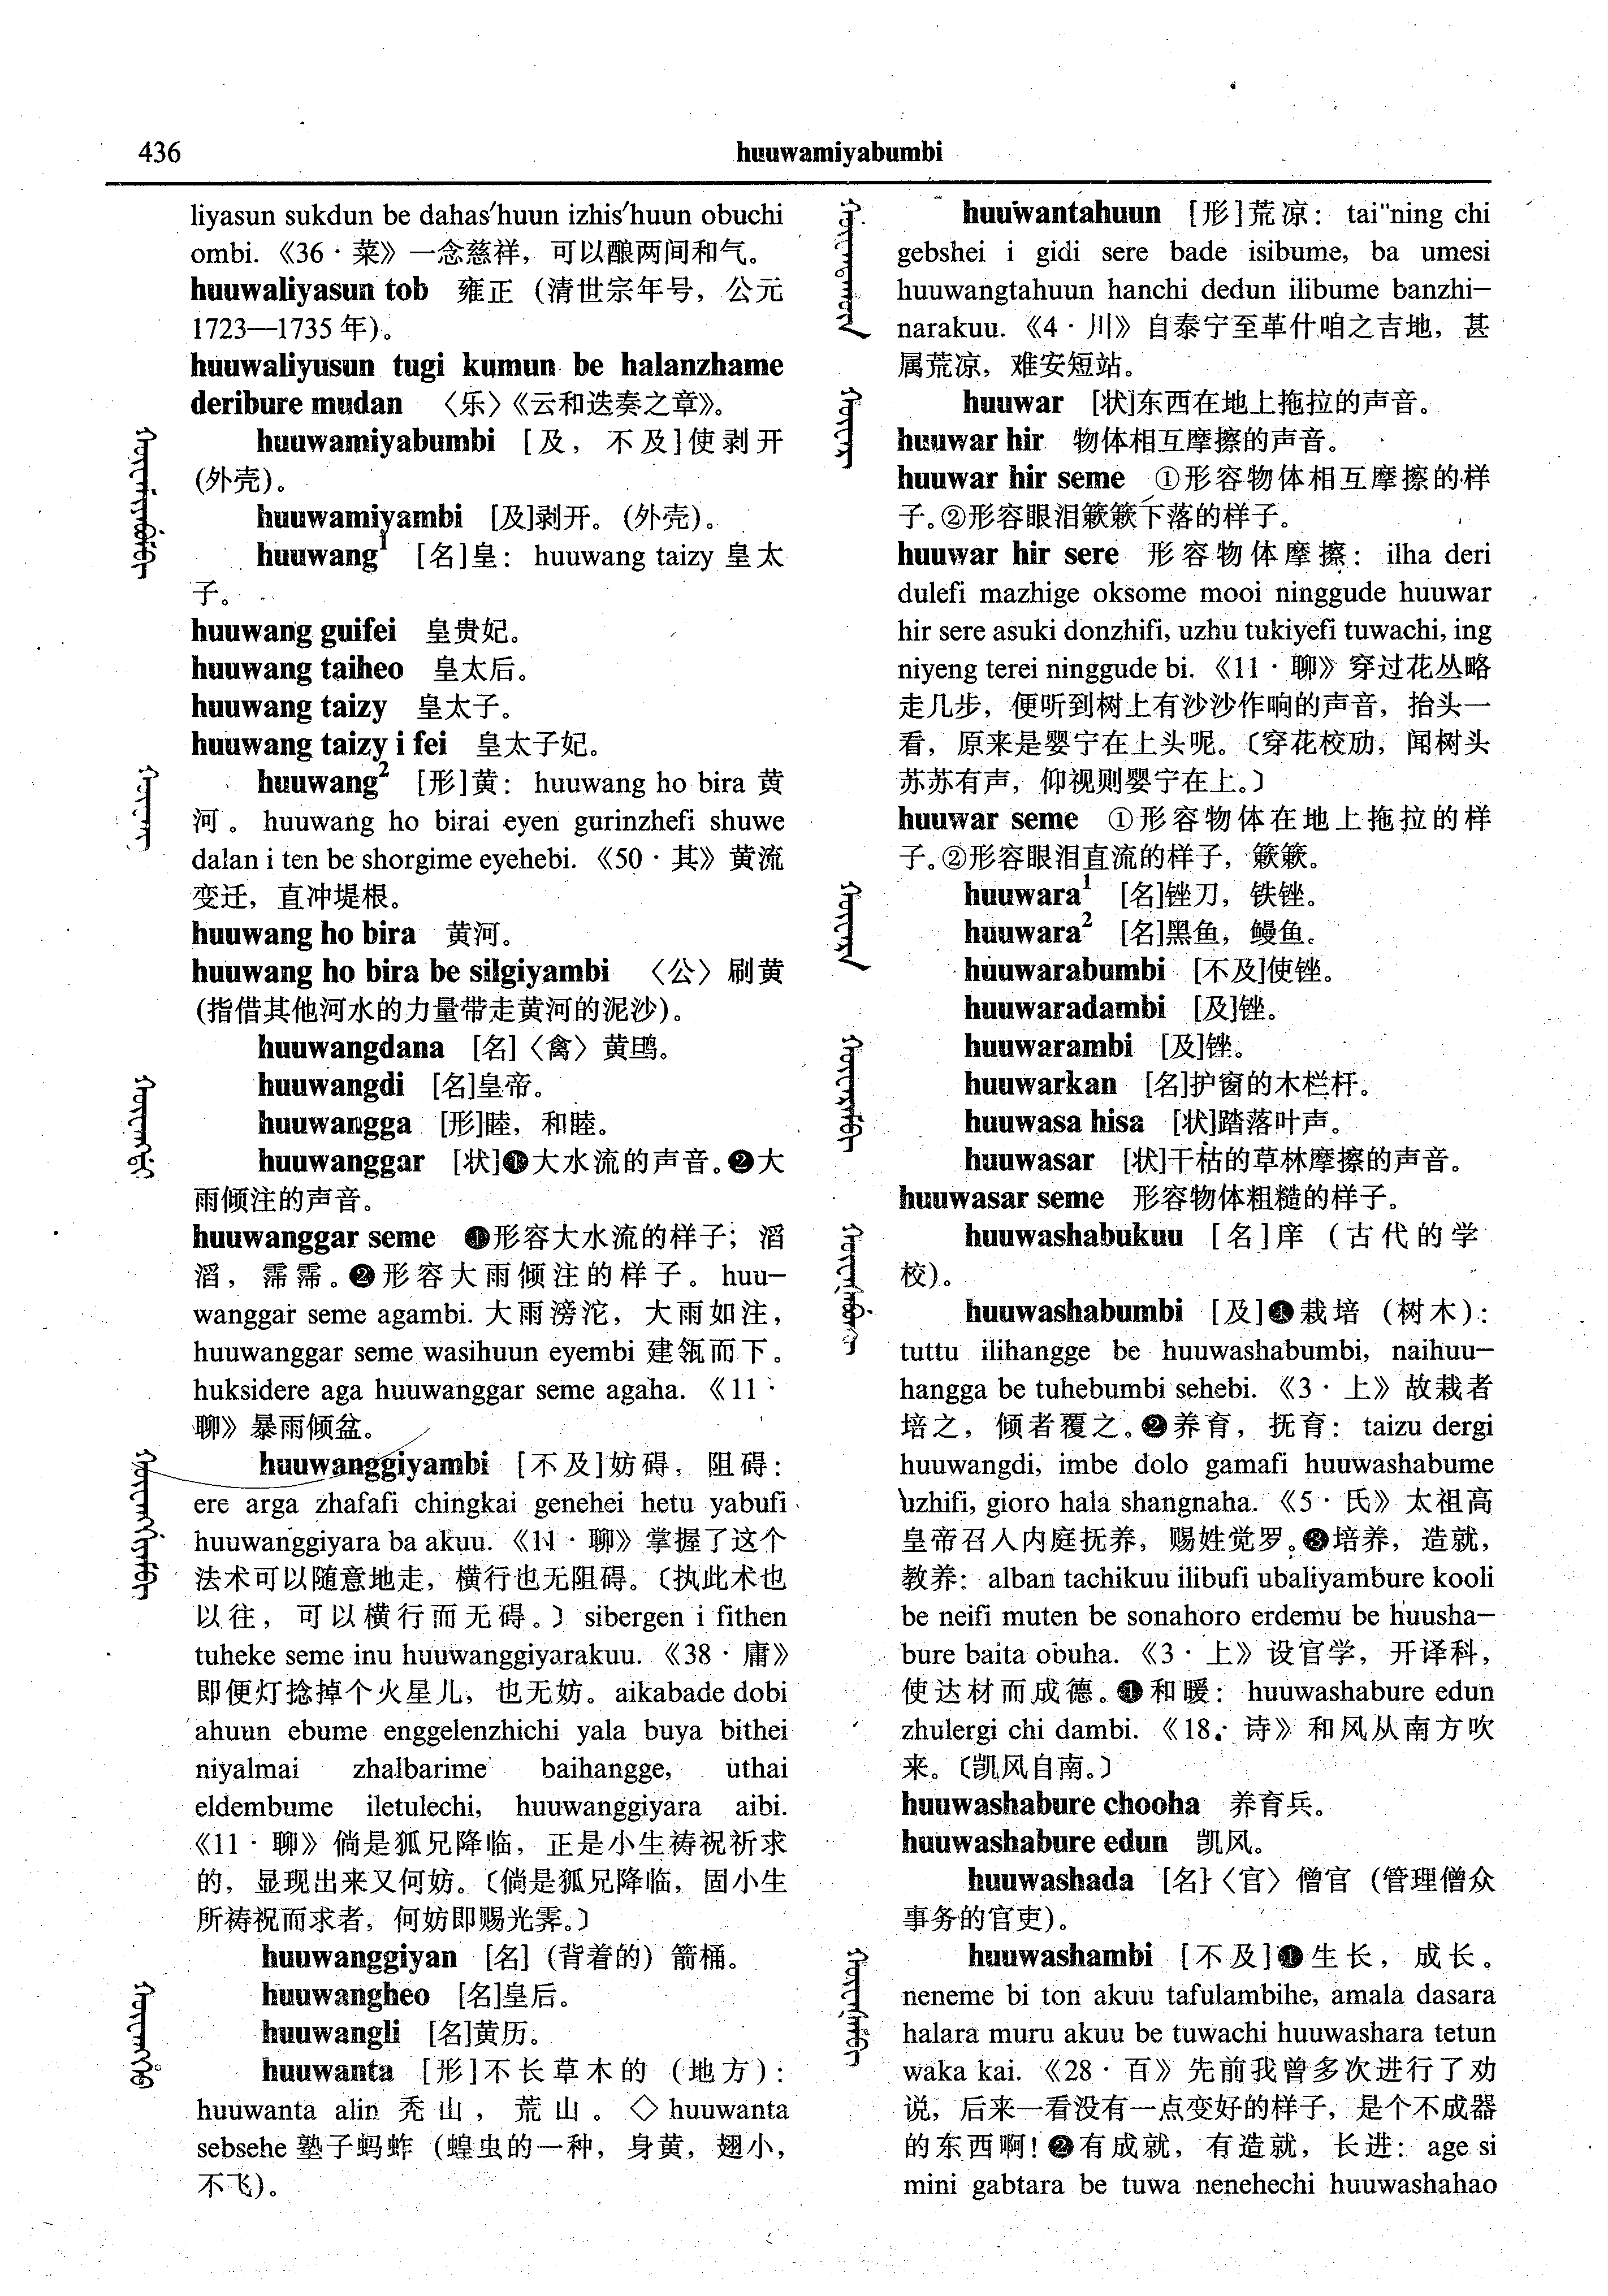 436
huuwamiyabumbi
liyasun sukdun be dahas′huun izhis′huun obuchi
ombi.《36·菜》一念慈祥，可以酿两间和气。
huuwaliyasun tob 雍正（清世宗年号，公元
1723—1735年）。
huuwaliyusun tugi kumun be halanzhame
deribure mudan 〈乐〉《云和迭奏之章》。
huuwamiyabumbi [及，不及]使剥开
（外壳）。
huuwamiyambi [及]剥开。（外壳）。
huuwang¹ [名]皇：huuwang taizy 皇太
子。
huuwang guifei 皇贵妃。
huuwang taiheo 皇太后。
huuwang taizy 皇太子。
huuwang taizy i fei 皇太子妃。
huuwang² [形]黄：huuwang ho bira 黄
河。huuwang ho birai eyen gurinzhefi shuwe
dalan i ten be shorgime eyehebi.《50·其》黄流
变迁，直冲堤根。
huuwang ho bira 黄河。
huuwang ho bira be silgiyambi 〈公〉刷黄
（指借其他河水的力量带走黄河的泥沙）。
huuwangdana [名]〈禽〉黄鹍。
huuwangdi [名]皇帝。
huuwangga [形]睦，和睦。
huuwanggar [状]❶大水流的声音。❷大
雨倾注的声音。
huuwanggar seme ❶形容大水流的样子；滔
滔，霈霈。❷形容大雨倾注的样子。huu–
wanggar seme agambi. 大雨滂沱，大雨如注，
huuwanggar seme wasihuun eyembi 建瓴而下。
huksidere aga huuwanggar seme agaha.《11·
聊》暴雨倾盆。
huuwanggiyambi [不及]妨碍，阻碍：
ere arga zhafafi chingkai genehei hetu yabufi
huuwanggiyara ba akuu.《11·聊》掌握了这个
法术可以随意地走，横行也无阻碍。〔执此术也
以往，可以横行而无碍。〕sibergen i fithen
tuheke seme inu huuwanggiyarakuu.《38·庸》
即便灯捻掉个火星儿，也无妨。aikabade dobi
ahuun ebume enggelenzhichi yala buya bithei
niyalmai zhalbarime baihangge, uthai
eldembume iletulechi, huuwanggiyara aibi.
《11·聊》倘是狐兄降临，正是小生祷祝祈求
的，显现出来又何妨。〔倘是狐兄降临，固小生
所祷祝而求者，何妨即赐光霁。〕
huuwanggiyan [名]（背着的）箭桶。
huuwangheo [名]皇后。
huuwangli [名]黄历。
huuwanta [形]不长草木的（地方）：
huuwanta alin 秃山，荒山。◇huuwanta
sebsehe 塾子蚂蚱（蝗虫的一种，身黄，翅小，
不飞）。
huuwantahuun [形]荒凉：tai″ning chi
gebshei i gidi sere bade isibume, ba umesi
huuwangtahuun hanchi dedun ilibume banzhi–
narakuu.《4·川》自泰宁至革什咱之吉地，甚
属荒凉，难安短站。
huuwar [状]东西在地上拖拉的声音。
huuwar hir 物体相互摩擦的声音。
huuwar hir seme ①形容物体相互摩擦的样
子。②形容眼泪簌簌下落的样子。
huuwar hir sere 形容物体摩擦：ilha deri
dulefi mazhige oksome mooi ninggude huuwar
hir sere asuki donzhifi, uzhu tukiyefi tuwachi, ing
niyeng terei ninggude bi.《11·聊》穿过花丛略
走几步，便听到树上有沙沙作响的声音，抬头一
看，原来是婴宁在上头呢。〔穿花校励，闻树头
苏苏有声，仰视则婴宁在上。〕
huuwar seme ①形容物体在地上拖拉的样
子。②形容眼泪直流的样子，簌簌。
huuwara¹ [名]锉刀，铁锉。
huuwara² [名]黑鱼，鳗鱼。
huuwarabumbi [不及]使锉。
huuwaradambi [及]锉。
huuwarambi [及]锉。
huuwarkan [名]护窗的木栏杆。
huuwasa hisa [状]踏落叶声。
huuwasar [状]干枯的草林摩擦的声音。
huuwasar seme 形容物体粗糙的样子。
huuwashabukuu [名]庠（古代的学
校）。
huuwashabumbi [及]❶栽培（树木）：
tuttu ilihangge be huuwashabumbi, naihuu–
hangga be tuhebumbi sehebi.《3·上》故栽者
培之，倾者覆之。❷养育，抚育：taizu dergi
huuwangdi, imbe dolo gamafi huuwashabume
uzhifi, gioro hala shangnaha.《5·氏》太祖高
皇帝召入内庭抚养，赐姓觉罗。❸培养，造就，
教养：alban tachikuu ilibufi ubaliyambure kooli
be neifi muten be sonahoro erdemu be huusha–
bure baita obuha.《3·上》设官学，开译科，
使达材而成德。❹和暖：huuwashabure edun
zhulergi chi dambi.《18·诗》和风从南方吹
来。〔凯风自南。〕
huuwashabure chooha 养育兵。
huuwashabure edun 凯风。
huuwashada [名]〈官〉僧官（管理僧众
事务的官吏）。
huuwashambi [不及]❶生长，成长。
neneme bi ton akuu tafulambihe, amala dasara
halara muru akuu be tuwachi huuwashara tetun
waka kai.《28·百》先前我曾多次进行了劝
说，后来一看没有一点变好的样子，是个不成器
的东西啊！❷有成就，有造就，长进：age si
mini gabtara be tuwa nenehechi huuwashahao